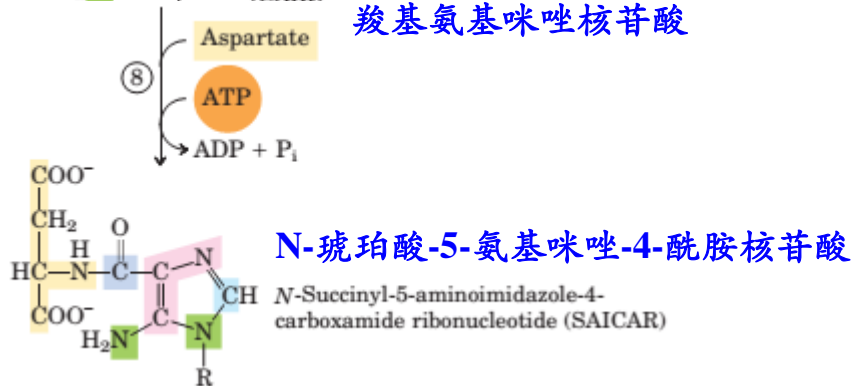 羧基氨基咪唑核苷酸
Aspartate
⑧
ATP
ADP + Pi
COO⁻
CH₂
O
H
N-琥珀酸-5-氨基咪唑-4-酰胺核苷酸
HC N C C N
CH
N-Succinyl-5-aminoimidazole-4-
COO⁻
C
carboxamide ribonucleotide (SAICAR)
H₂N
N
R